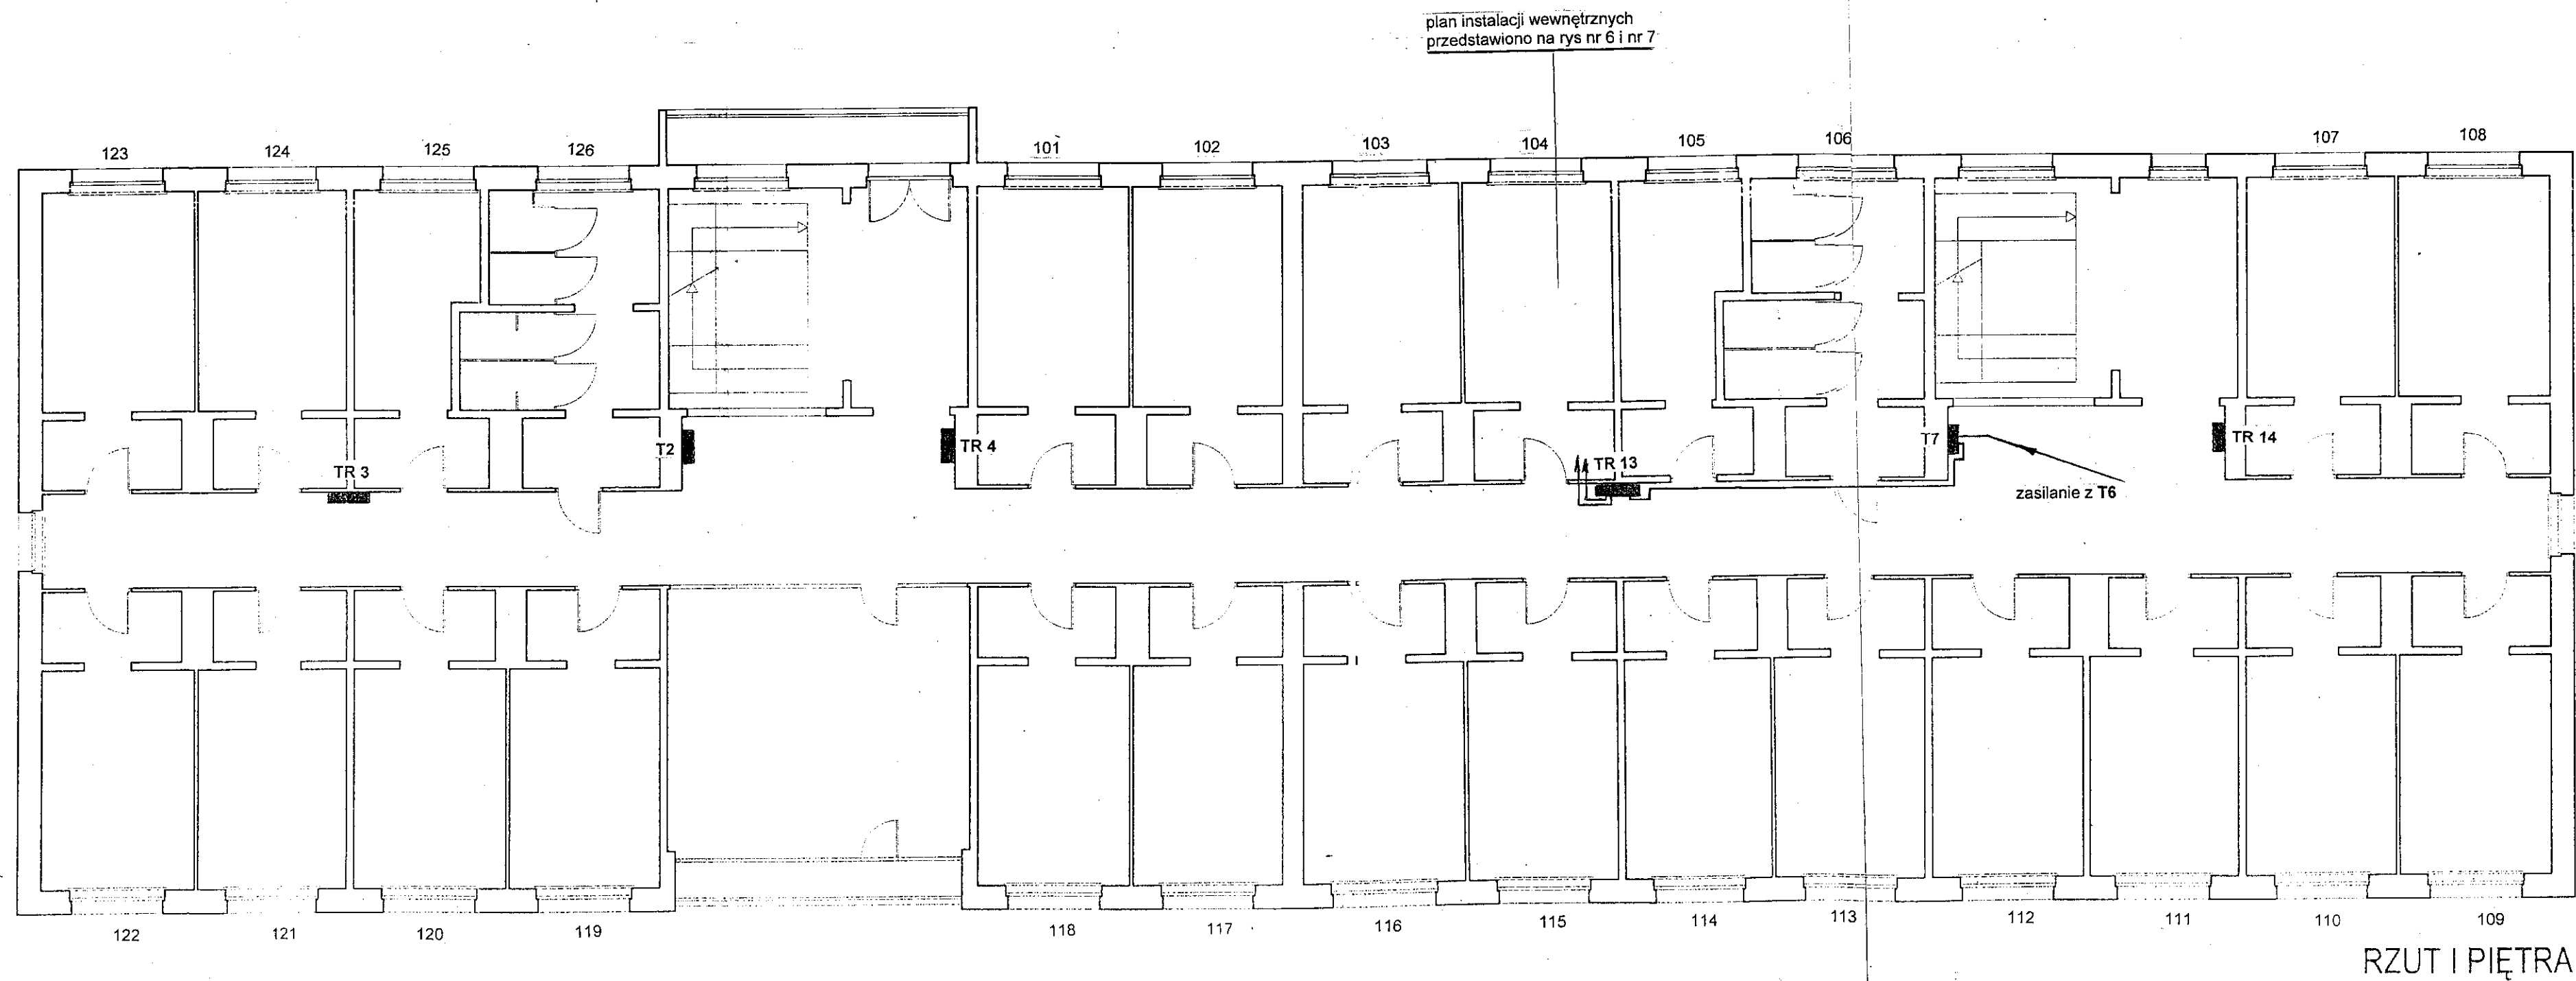 plan instalacji wewnętrznych
przedstawiono na rys nr 6 i nr 7
123 124 125 126 101 102 103 104 105 106 107 108
T2 TR 4 T7 TR 14
TR 3 TR 13
zasilanie z T6
122 121 120 119 118 117 116 115 114 113 112 111 110 109
RZUT I PIĘTRA